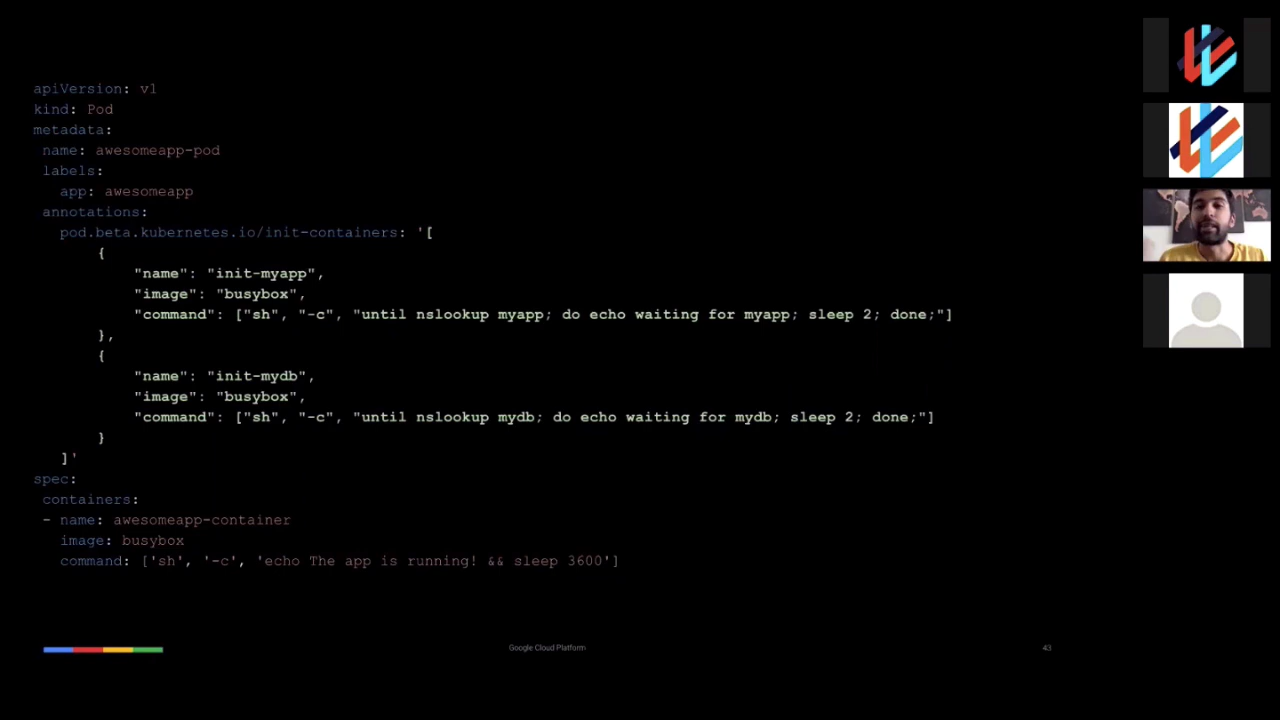 apiVersion: v1
kind: Pod
metadata:
 name: awesomeapp-pod
 labels:
   app: awesomeapp
 annotations:
   pod.beta.kubernetes.io/init-containers: '[
       {
           "name": "init-myapp",
           "image": "busybox",
           "command": ["sh", "-c", "until nslookup myapp; do echo waiting for myapp; sleep 2; done;"]
       },
       {
           "name": "init-mydb",
           "image": "busybox",
           "command": ["sh", "-c", "until nslookup mydb; do echo waiting for mydb; sleep 2; done;"]
       }
   ]'
spec:
 containers:
 - name: awesomeapp-container
   image: busybox
   command: ['sh', '-c', 'echo The app is running! && sleep 3600']
Google Cloud Platform
43